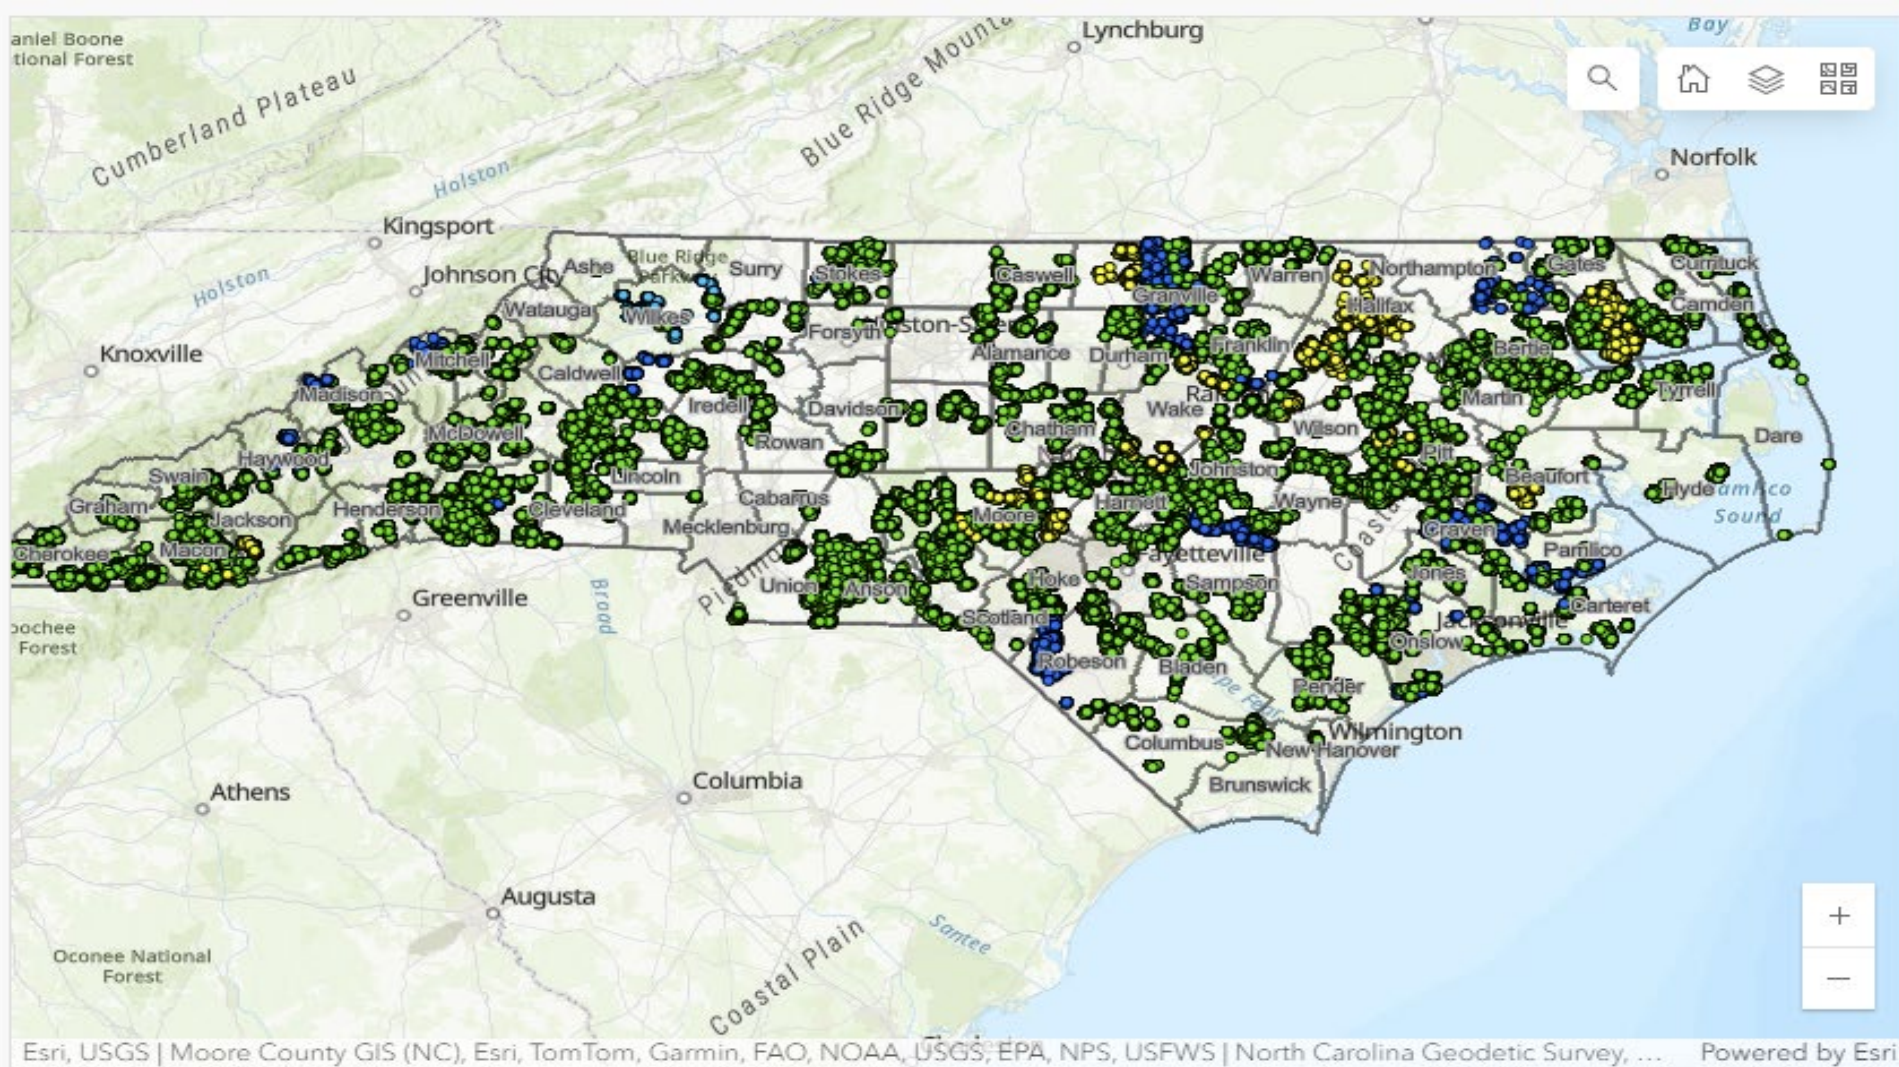 Bay
aniel Boone
tional Forest
Lynchburg
Cumberland Plateau
Blue Ridge Mounta
Holston
Norfolk
Kingsport
Blue Ridge
Ashe
Surry
Stokes
Caswell
Warren
Northampton
Gates
Currituck
Johnson City
Holston
Granville
Halifax
Camden
Watauga
Wilkes
Forsyth
Knoxville
Mitchell
Caldwell
Alamance
Durham
Franklin
Bertie
Madison
Iredell
Davidson
Wake
Martin
Tyrrell
McDowell
Rowan
Chatham
Wilson
Pitt
Dare
Haywood
Swain
Lincoln
Johnston
Beaufort
Graham
Jackson
Henderson
Cleveland
Cabarrus
Moore
Harnett
Wayne
Hyde
Sound
Mecklenburg
Craven
Cherokee
Macon
Fayetteville
Pamlico
Greenville
Broad
Piedmo
Union
Anson
Hoke
Sampson
Jones
Coasta
oochee
Forest
Scotland
Carteret
Onslow
Robeson
Bladen
Pender
Columbus
New Hanover
Wilmington
Brunswick
Athens
Columbia
Augusta
Santee
Oconee National
Forest
Coastal Plain
+
−
Esri, USGS | Moore County GIS (NC), Esri, TomTom, Garmin, FAO, NOAA, USGS, EPA, NPS, USFWS | North Carolina Geodetic Survey, ... Powered by Esri